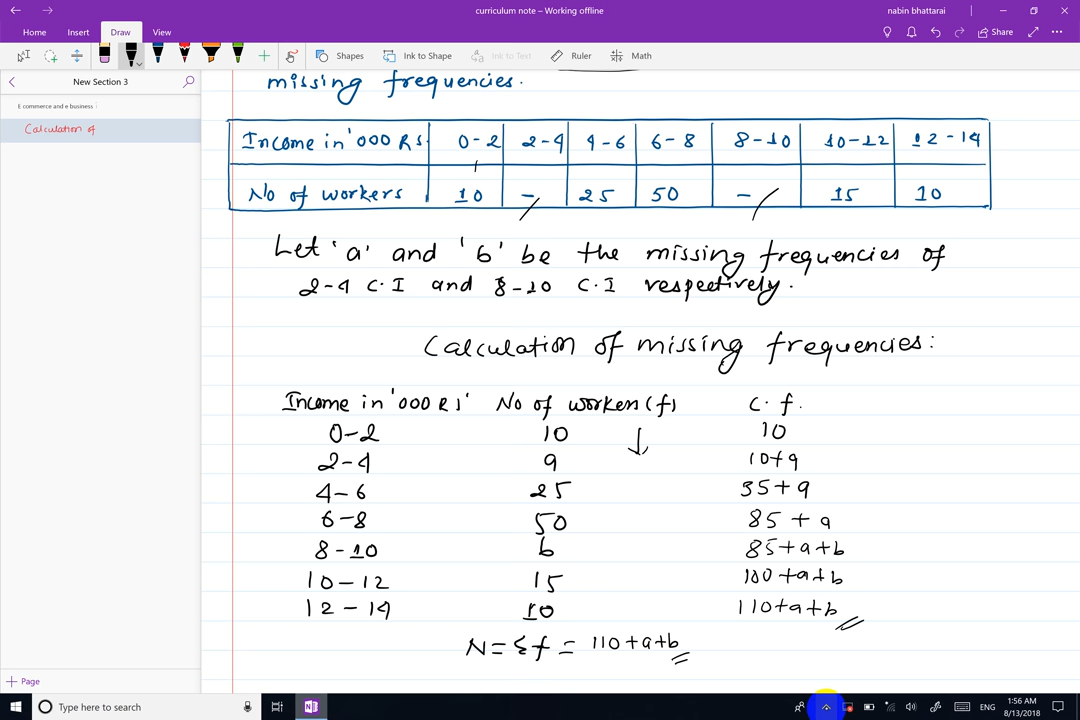 curriculum note – Working offline
nabin bhattarai
Home Insert Draw View
Share
Shapes Ink to Shape Ink to Text Ruler Math
New Section 3
E commerce and e business :
Calculation of
missing frequencies.
Income in '000 RS. 0-2 2-4 4-6 6-8 8-10 10-12 12-14
No of workers 10 - 25 50 - 15 10
Let 'a' and 'b' be the missing frequencies of
2-4 C.I and 8-10 C.I respectively.
Calculation of missing frequencies:
Income in '000 RS' No of workers (f) C.f.
0-2 10 10
2-4 a 10+a
4-6 25 35+a
6-8 50 85+a
8-10 b 85+a+b
10-12 15 100+a+b
12-14 10 110+a+b
N = Σf = 110+a+b
+ Page
Type here to search
ENG
1:56 AM
8/13/2018